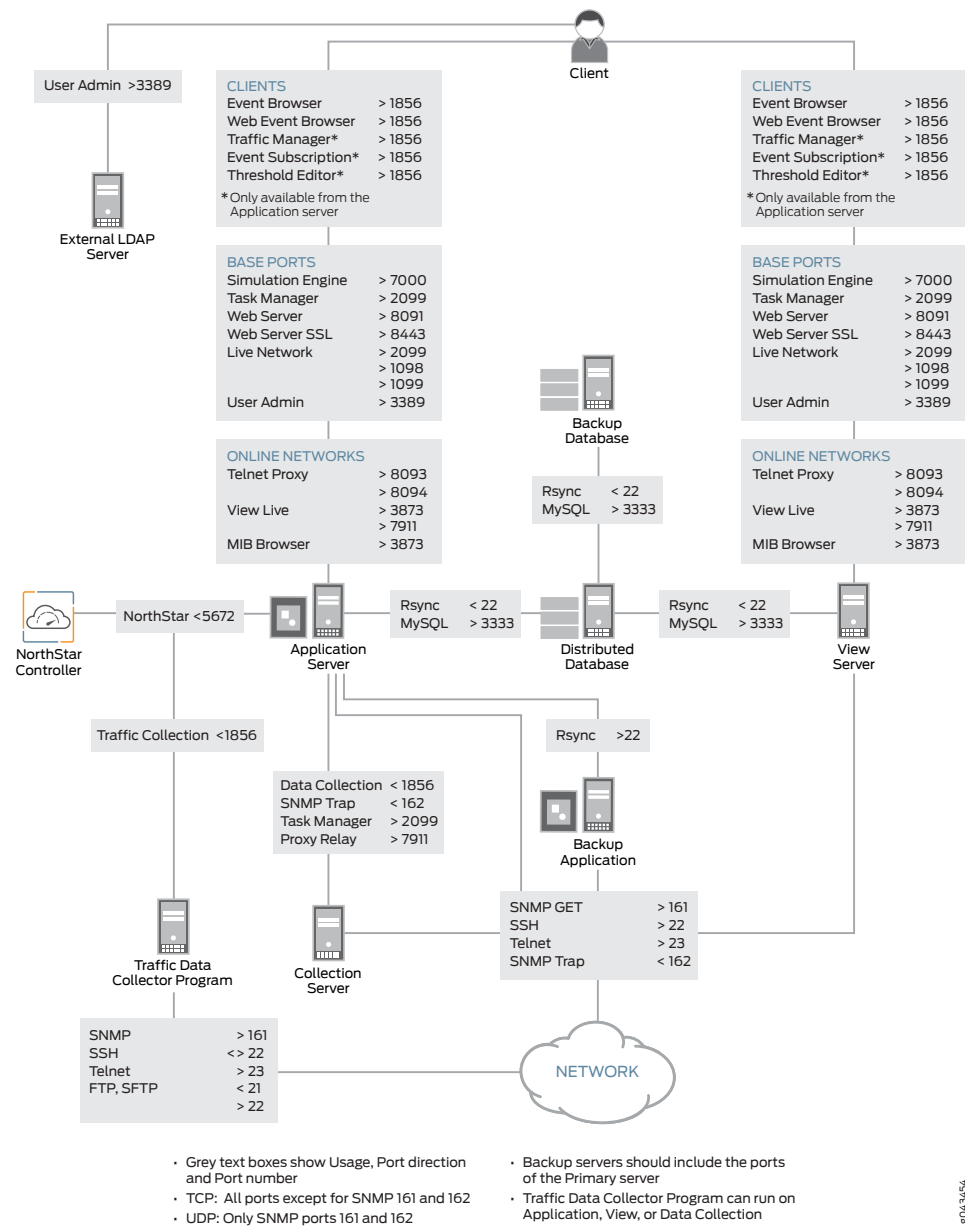 Client
User Admin >3389
External LDAP
Server
CLIENTS
Event Browser > 1856
Web Event Browser > 1856
Traffic Manager* > 1856
Event Subscription* > 1856
Threshold Editor* > 1856
* Only available from the
Application server
BASE PORTS
Simulation Engine > 7000
Task Manager > 2099
Web Server > 8091
Web Server SSL > 8443
Live Network > 2099
> 1098
> 1099
User Admin > 3389
ONLINE NETWORKS
Telnet Proxy > 8093
> 8094
View Live > 3873
> 7911
MIB Browser > 3873
CLIENTS
Event Browser > 1856
Web Event Browser > 1856
Traffic Manager* > 1856
Event Subscription* > 1856
Threshold Editor* > 1856
* Only available from the
Application server
BASE PORTS
Simulation Engine > 7000
Task Manager > 2099
Web Server > 8091
Web Server SSL > 8443
Live Network > 2099
> 1098
> 1099
User Admin > 3389
ONLINE NETWORKS
Telnet Proxy > 8093
> 8094
View Live > 3873
> 7911
MIB Browser > 3873
Backup
Database
Rsync < 22
MySQL > 3333
NorthStar
Controller
NorthStar <5672
Application
Server
Rsync < 22
MySQL > 3333
Distributed
Database
Rsync < 22
MySQL > 3333
View
Server
Traffic Collection <1856
Rsync >22
Data Collection < 1856
SNMP Trap < 162
Task Manager > 2099
Proxy Relay > 7911
Backup
Application
SNMP GET > 161
SSH > 22
Telnet > 23
SNMP Trap < 162
Traffic Data
Collector Program
Collection
Server
SNMP > 161
SSH <> 22
Telnet > 23
FTP, SFTP < 21
> 22
NETWORK
• Grey text boxes show Usage, Port direction
and Port number
• TCP: All ports except for SNMP 161 and 162
• UDP: Only SNMP ports 161 and 162
• Backup servers should include the ports
of the Primary server
• Traffic Data Collector Program can run on
Application, View, or Data Collection